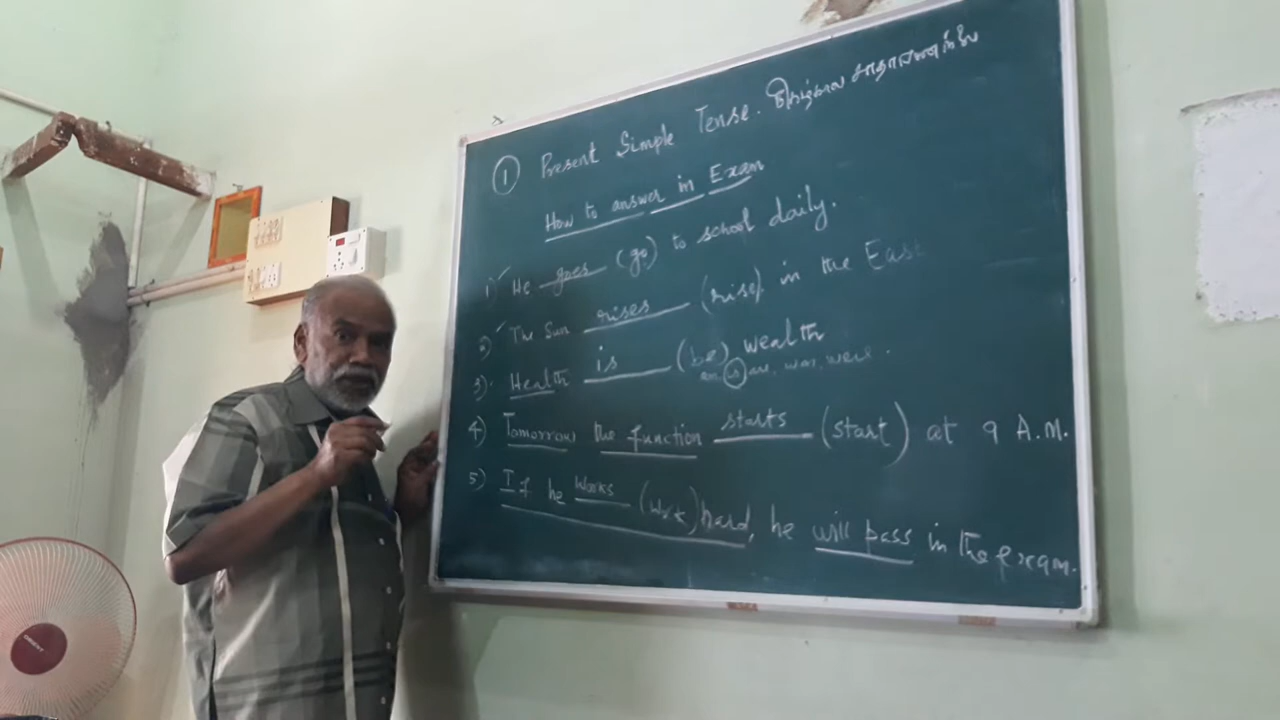 ① Present Simple Tense. நிகழ்கால சாதாரண
How to answer in Exam
1) He goes (go) to school daily.
2) The Sun rises (rise) in the East
3) Health is (be) wealth
am, is, are, was, were.
4) Tomorrow the function starts (start) at 9 A.M.
5) If he works (work) hard, he will pass in the exam.